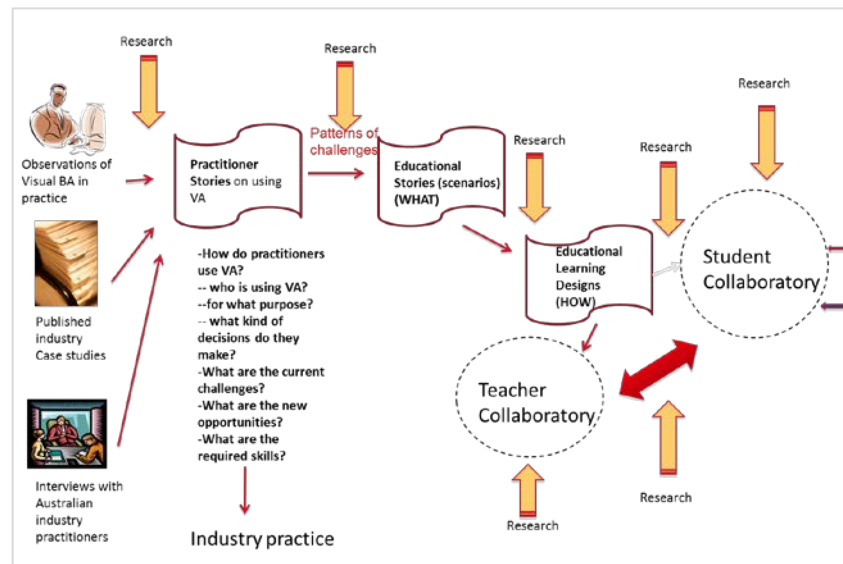 Research
Research
Research
Research
Research
Observations of
Visual BA in
practice
Practitioner
Stories on using
VA
Patterns of
challenges
Educational
Stories (scenarios)
(WHAT)
Educational
Learning
Designs
(HOW)
Student
Collaboratory
Published
industry
Case studies
-How do practitioners
use VA?
-- who is using VA?
--for what purpose?
-- what kind of
decisions do they
make?
-What are the current
challenges?
-What are the new
opportunities?
-What are the
required skills?
Teacher
Collaboratory
Interviews with
Australian
industry
practitioners
Industry practice
Research
Research